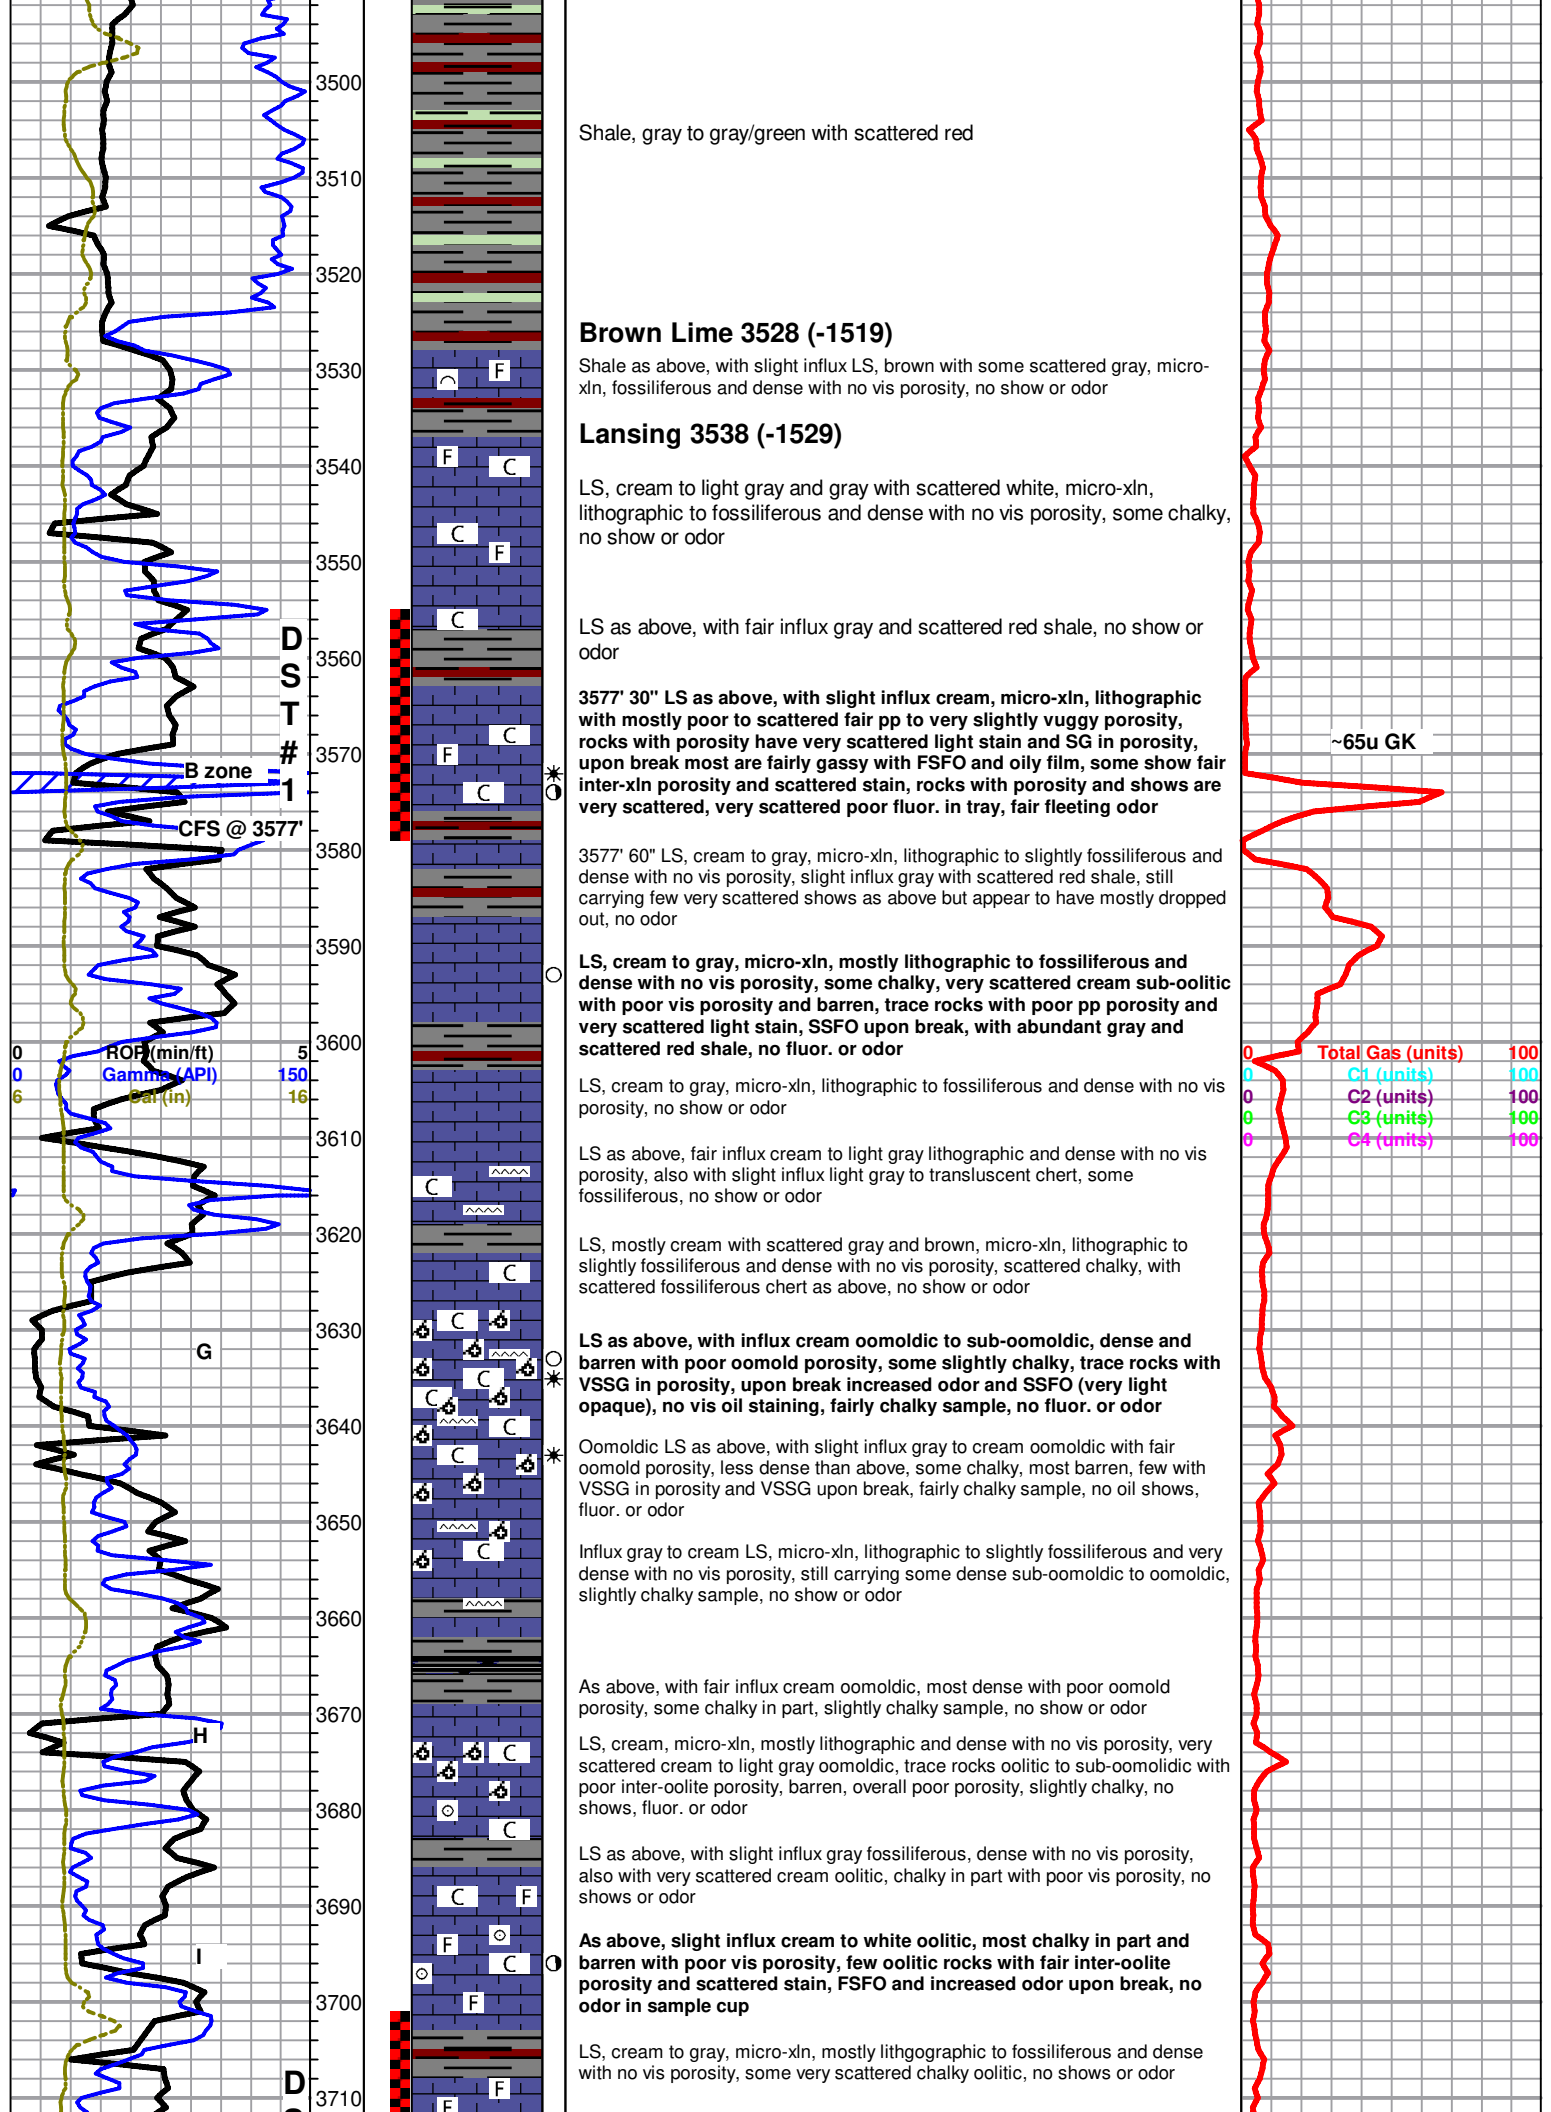 3500
Shale, gray to gray/green with scattered red
3510
3520
Brown Lime 3528 (-1519)
Shale as above, with slight influx LS, brown with some scattered gray, micro-
xln, fossiliferous and dense with no vis porosity, no show or odor
3530
F
Lansing 3538 (-1529)
F
C
3540
LS, cream to light gray and gray with scattered white, micro-xln,
lithographic to fossiliferous and dense with no vis porosity, some chalky,
no show or odor
C
F
3550
C
LS as above, with fair influx gray and scattered red shale, no show or
odor
D
S
T
#
1
3560
3577' 30" LS as above, with slight influx cream, micro-xln, lithographic
with mostly poor to scattered fair pp to very slightly vuggy porosity,
rocks with porosity have very scattered light stain and SG in porosity,
upon break most are fairly gassy with FSFO and oily film, some show fair
inter-xln porosity and scattered stain, rocks with porosity and shows are
very scattered, very scattered poor fluor. in tray, fair fleeting odor
C
F
~65u GK
3570
B zone
C
CFS @ 3577'
3580
3577' 60" LS, cream to gray, micro-xln, lithographic to slightly fossiliferous and
dense with no vis porosity, slight influx gray with scattered red shale, still
carrying few very scattered shows as above but appear to have mostly dropped
out, no odor
3590
LS, cream to gray, micro-xln, mostly lithographic to fossiliferous and
dense with no vis porosity, some chalky, very scattered cream sub-oolitic
with poor vis porosity and barren, trace rocks with poor pp porosity and
very scattered light stain, SSFO upon break, with abundant gray and
scattered red shale, no fluor. or odor
3600
0 ROP (min/ft) 5
0 Gamma (API) 150
6 Cal (in) 16
0 Total Gas (units) 100
0 C1 (units) 100
0 C2 (units) 100
0 C3 (units) 100
0 C4 (units) 100
LS, cream to gray, micro-xln, lithographic to fossiliferous and dense with no vis
porosity, no show or odor
3610
LS as above, fair influx cream to light gray lithographic and dense with no vis
porosity, also with slight influx light gray to transluscent chert, some
fossiliferous, no show or odor
C
3620
LS, mostly cream with scattered gray and brown, micro-xln, lithographic to
slightly fossiliferous and dense with no vis porosity, scattered chalky, with
scattered fossiliferous chert as above, no show or odor
C
3630
C
G
LS as above, with influx cream oomoldic to sub-oomoldic, dense and
barren with poor oomold porosity, some slightly chalky, trace rocks with
VSSG in porosity, upon break increased odor and SSFO (very light
opaque), no vis oil staining, fairly chalky sample, no fluor. or odor
C
C
C
3640
C
Oomoldic LS as above, with slight influx gray to cream oomoldic with fair
oomold porosity, less dense than above, some chalky, most barren, few with
VSSG in porosity and VSSG upon break, fairly chalky sample, no oil shows,
fluor. or odor
3650
C
Influx gray to cream LS, micro-xln, lithographic to slightly fossiliferous and very
dense with no vis porosity, still carrying some dense sub-oomoldic to oomoldic,
slightly chalky sample, no show or odor
3660
As above, with fair influx cream oomoldic, most dense with poor oomold
porosity, some chalky in part, slightly chalky sample, no show or odor
3670
H
C
LS, cream, micro-xln, mostly lithographic and dense with no vis porosity, very
scattered cream to light gray oomoldic, trace rocks oolitic to sub-oomolidic with
poor inter-oolite porosity, barren, overall poor porosity, slightly chalky, no
shows, fluor. or odor
3680
C
LS as above, with slight influx gray fossiliferous, dense with no vis porosity,
also with very scattered cream oolitic, chalky in part with poor vis porosity, no
shows or odor
C
F
3690
F
I
C
As above, slight influx cream to white oolitic, most chalky in part and
barren with poor vis porosity, few oolitic rocks with fair inter-oolite
porosity and scattered stain, FSFO and increased odor upon break, no
odor in sample cup
3700
F
LS, cream to gray, micro-xln, mostly lithgographic to fossiliferous and dense
with no vis porosity, some very scattered chalky oolitic, no shows or odor
D
F
3710
F